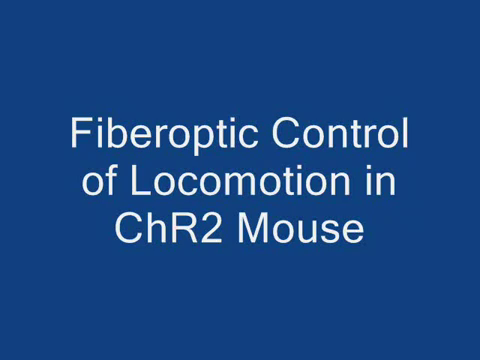 Fiberoptic Control
of Locomotion in
ChR2 Mouse